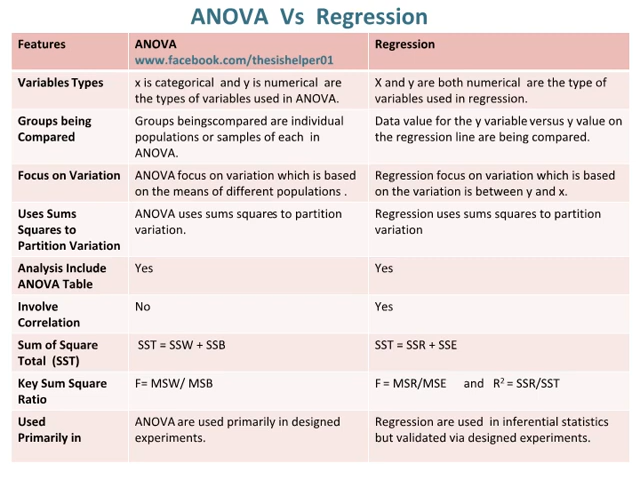 ANOVA Vs Regression
Features
ANOVA
www.facebook.com/thesishelper01
Regression
Variables Types
x is categorical and y is numerical are
the types of variables used in ANOVA.
X and y are both numerical are the type of
variables used in regression.
Groups being
Compared
Groups beingscompared are individual
populations or samples of each in
ANOVA.
Data value for the y variable versus y value on
the regression line are being compared.
Focus on Variation
ANOVA focus on variation which is based
on the means of different populations .
Regression focus on variation which is based
on the variation is between y and x.
Uses Sums
Squares to
Partition Variation
ANOVA uses sums squares to partition
variation.
Regression uses sums squares to partition
variation
Analysis Include
ANOVA Table
Yes
Yes
Involve
Correlation
No
Yes
Sum of Square
Total (SST)
SST = SSW + SSB
SST = SSR + SSE
Key Sum Square
Ratio
F= MSW/ MSB
F = MSR/MSE and R² = SSR/SST
Used
Primarily in
ANOVA are used primarily in designed
experiments.
Regression are used in inferential statistics
but validated via designed experiments.